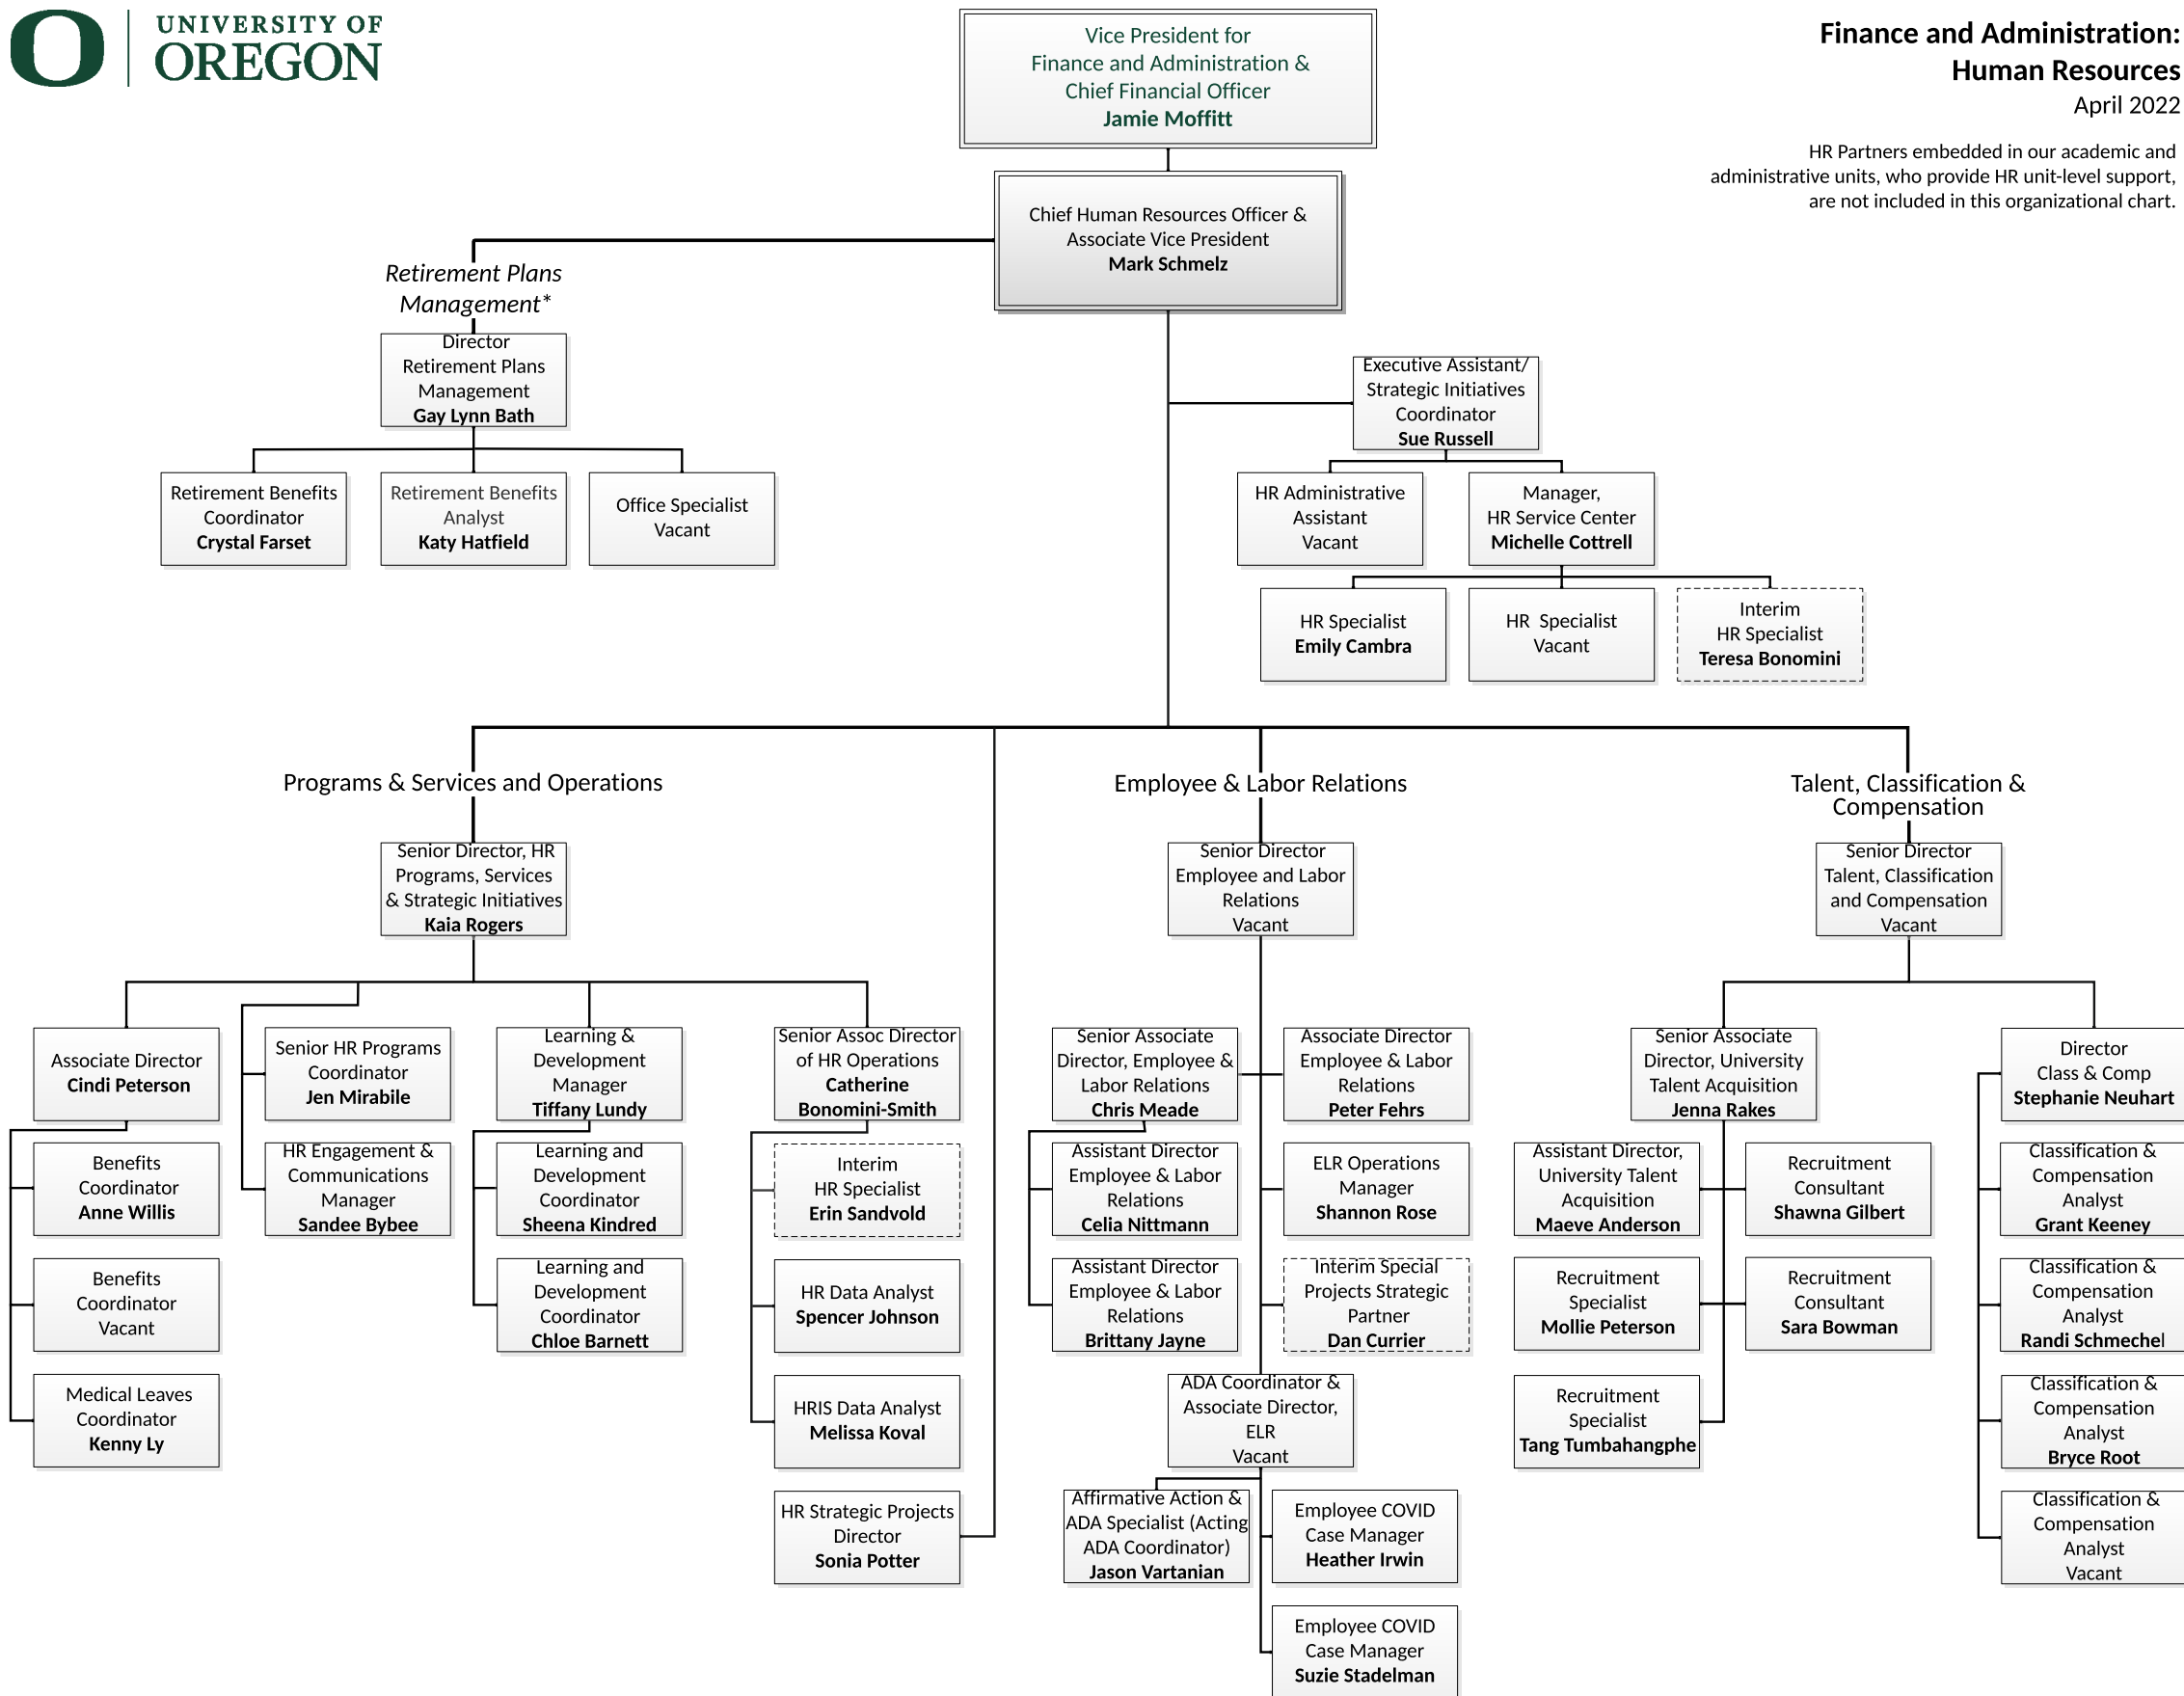 UNIVERSITY OF
OREGON
Finance and Administration:
Human Resources
April 2022
HR Partners embedded in our academic and
administrative units, who provide HR unit-level support,
are not included in this organizational chart.
Vice President for
Finance and Administration &
Chief Financial Officer
Jamie Moffitt
Chief Human Resources Officer &
Associate Vice President
Mark Schmelz
Retirement Plans
Management*
Director
Retirement Plans
Management
Gay Lynn Bath
Retirement Benefits
Coordinator
Crystal Farset
Retirement Benefits
Analyst
Katy Hatfield
Office Specialist
Vacant
Executive Assistant/
Strategic Initiatives
Coordinator
Sue Russell
HR Administrative
Assistant
Vacant
Manager,
HR Service Center
Michelle Cottrell
HR Specialist
Emily Cambra
HR Specialist
Vacant
Interim
HR Specialist
Teresa Bonomini
Programs & Services and Operations
Senior Director, HR
Programs, Services
& Strategic Initiatives
Kaia Rogers
Associate Director
Cindi Peterson
Benefits
Coordinator
Anne Willis
Benefits
Coordinator
Vacant
Medical Leaves
Coordinator
Kenny Ly
Senior HR Programs
Coordinator
Jen Mirabile
HR Engagement &
Communications
Manager
Sandee Bybee
Learning &
Development
Manager
Tiffany Lundy
Learning and
Development
Coordinator
Sheena Kindred
Learning and
Development
Coordinator
Chloe Barnett
Senior Assoc Director
of HR Operations
Catherine
Bonomini-Smith
Interim
HR Specialist
Erin Sandvold
HR Data Analyst
Spencer Johnson
HRIS Data Analyst
Melissa Koval
HR Strategic Projects
Director
Sonia Potter
Employee & Labor Relations
Senior Director
Employee and Labor
Relations
Vacant
Senior Associate
Director, Employee &
Labor Relations
Chris Meade
Assistant Director
Employee & Labor
Relations
Celia Nittmann
Assistant Director
Employee & Labor
Relations
Brittany Jayne
Associate Director
Employee & Labor
Relations
Peter Fehrs
ELR Operations
Manager
Shannon Rose
Interim Special
Projects Strategic
Partner
Dan Currier
ADA Coordinator &
Associate Director,
ELR
Vacant
Affirmative Action &
ADA Specialist (Acting
ADA Coordinator)
Jason Vartanian
Employee COVID
Case Manager
Heather Irwin
Employee COVID
Case Manager
Suzie Stadelman
Talent, Classification &
Compensation
Senior Director
Talent, Classification
and Compensation
Vacant
Senior Associate
Director, University
Talent Acquisition
Jenna Rakes
Assistant Director,
University Talent
Acquisition
Maeve Anderson
Recruitment
Consultant
Shawna Gilbert
Recruitment
Specialist
Mollie Peterson
Recruitment
Consultant
Sara Bowman
Recruitment
Specialist
Tang Tumbahangphe
Director
Class & Comp
Stephanie Neuhart
Classification &
Compensation
Analyst
Grant Keeney
Classification &
Compensation
Analyst
Randi Schmechel
Classification &
Compensation
Analyst
Bryce Root
Classification &
Compensation
Analyst
Vacant